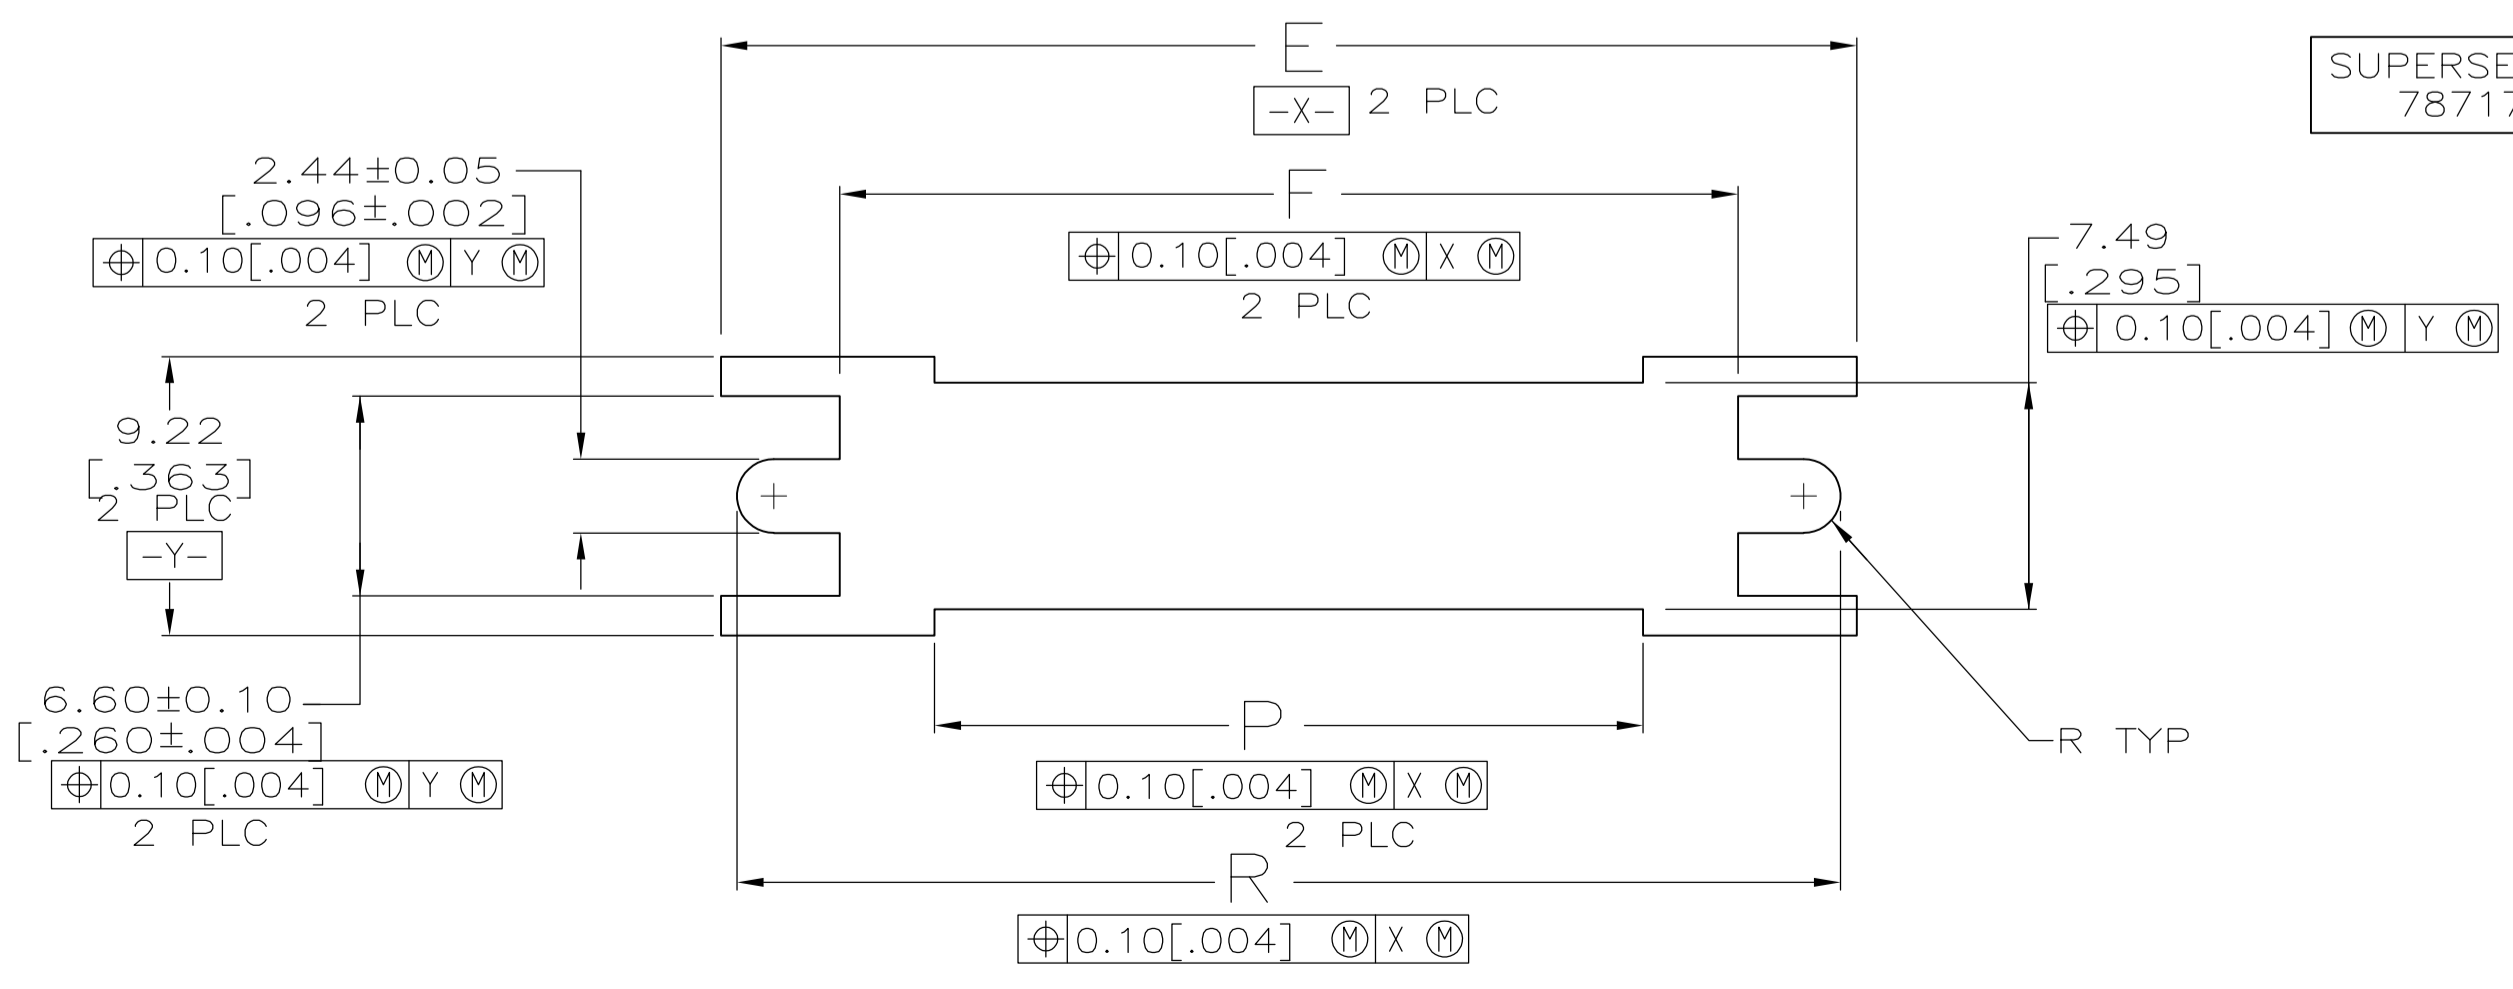 E
-X- 2 PLC
SUPERSE
7871
2.44±0.05
[.096±.002]
⌖ 0.10[.004] Ⓜ Y Ⓜ
2 PLC
F
⌖ 0.10[.004] Ⓜ X Ⓜ
2 PLC
7.49
[.295]
⌖ 0.10[.004] Ⓜ Y Ⓜ
9.22
[.363]
2 PLC
-Y-
6.60±0.10
[.260±.004]
⌖ 0.10[.004] Ⓜ Y Ⓜ
2 PLC
P
⌖ 0.10[.004] Ⓜ X Ⓜ
2 PLC
R TYP
R
⌖ 0.10[.004] Ⓜ X Ⓜ